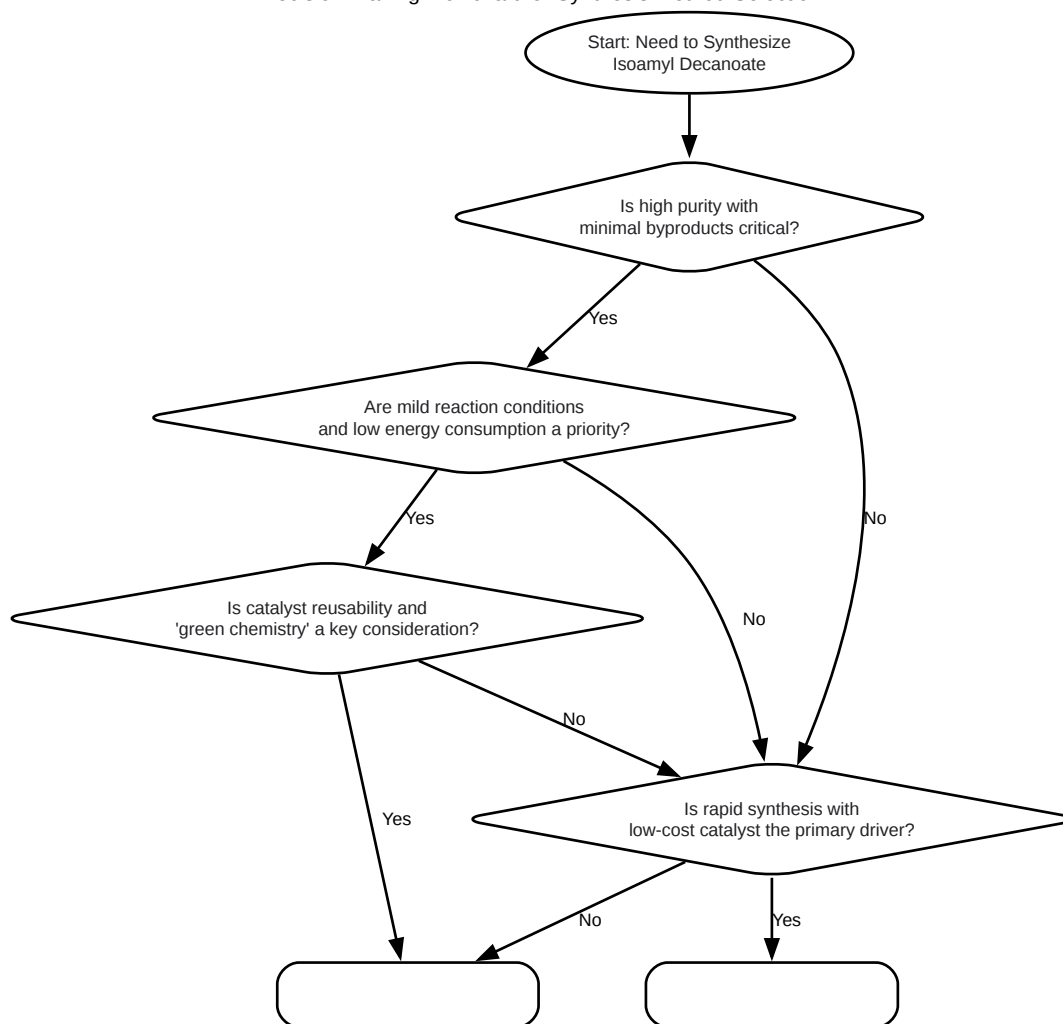 Start: Need to Synthesize
Isoamyl Decanoate
Is high purity with
minimal byproducts critical?
Yes
Are mild reaction conditions
and low energy consumption a priority?
Yes
No
Is catalyst reusability and
'green chemistry' a key consideration?
No
No
Is rapid synthesis with
low-cost catalyst the primary driver?
Yes
No
Yes